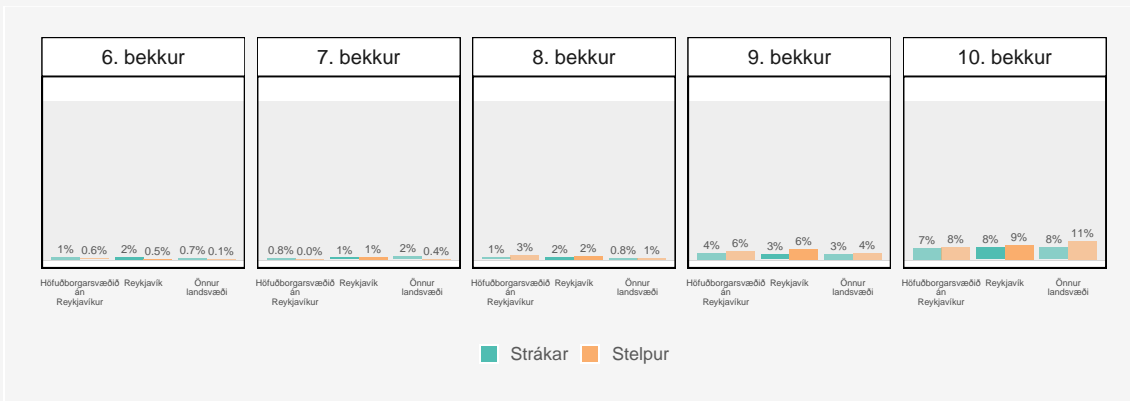 6. bekkur
7. bekkur
8. bekkur
9. bekkur
10. bekkur
1% 0.6% 2% 0.5% 0.7% 0.1%
0.8% 0.0% 1% 1% 2% 0.4%
1% 3% 2% 2% 0.8% 1%
4% 6% 3% 6% 3% 4%
7% 8% 8% 9% 8% 11%
Höfuðborgarsvæðið
án
Reykjavíkur
Reykjavík
Önnur
landsvæði
Höfuðborgarsvæðið
án
Reykjavíkur
Reykjavík
Önnur
landsvæði
Höfuðborgarsvæðið
án
Reykjavíkur
Reykjavík
Önnur
landsvæði
Höfuðborgarsvæðið
án
Reykjavíkur
Reykjavík
Önnur
landsvæði
Höfuðborgarsvæðið
án
Reykjavíkur
Reykjavík
Önnur
landsvæði
Strákar Stelpur